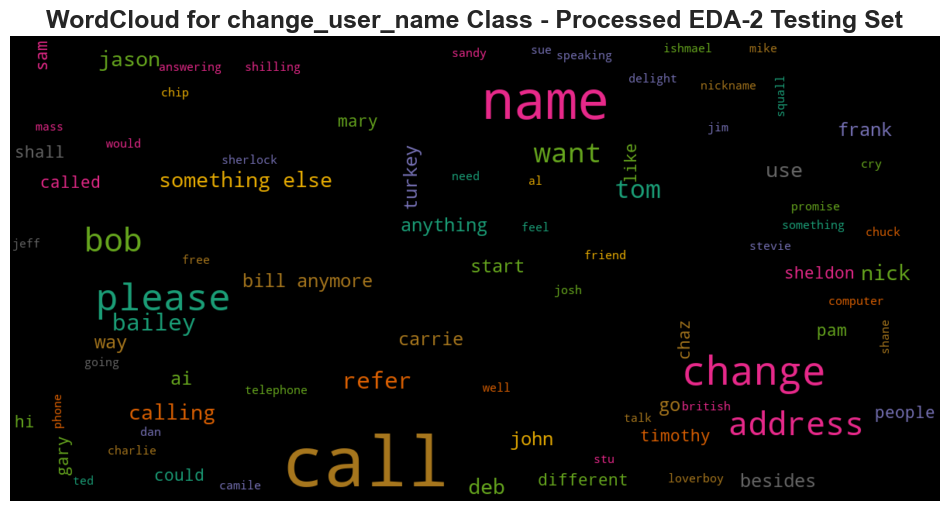 WordCloud for change_user_name Class - Processed EDA-2 Testing Set
sam
jason
answering
shilling
sandy
sue
speaking
ishmael
mike
chip
name
delight
nickname
squall
mass
would
mary
jim
frank
shall
sherlock
want
like
use
cry
called
something else
turkey
need
al
tom
promise
jeff
bob
anything
feel
something
chuck
free
friend
stevie
bill anymore
start
sheldon
nick
please
josh
computer
bailey
way
carrie
chaz
pam
shane
going
ai
telephone
refer
well
change
hi
phone
calling
go
british
address
people
dan
talk
gary
charlie
call
john
timothy
ted
could
camile
stu
deb
different
loverboy
besides